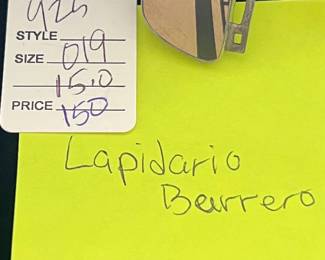 925
STYLE
SIZE 019
15.0
PRICE 150
Lapidario
Barrero